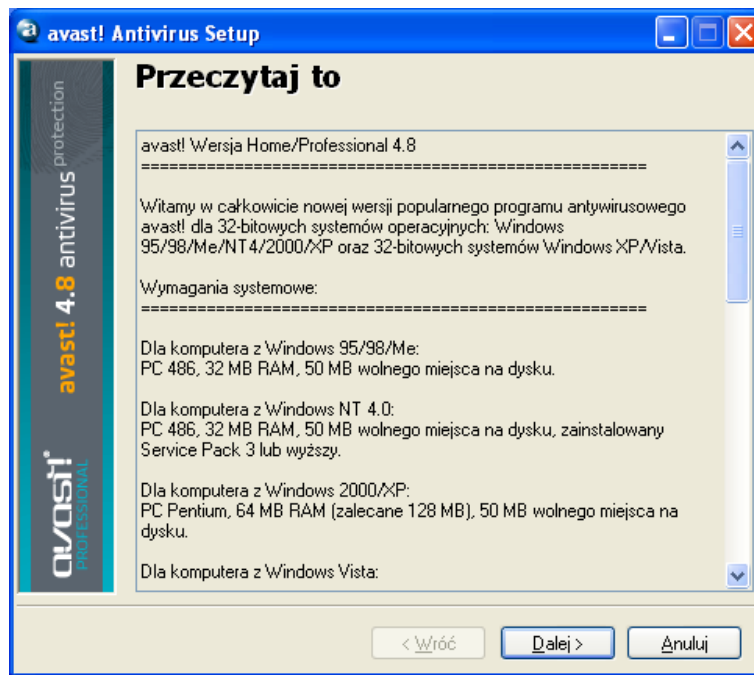 avast! Antivirus Setup
Przeczytaj to
avast! Wersja Home/Professional 4.8
======================================================
Witamy w całkowicie nowej wersji popularnego programu antywirusowego
avast! dla 32-bitowych systemów operacyjnych: Windows
95/98/Me/NT4/2000/XP oraz 32-bitowych systemów Windows XP/Vista.
Wymagania systemowe:
======================================================
Dla komputera z Windows 95/98/Me:
PC 486, 32 MB RAM, 50 MB wolnego miejsca na dysku.
Dla komputera z Windows NT 4.0:
PC 486, 32 MB RAM, 50 MB wolnego miejsca na dysku, zainstalowany
Service Pack 3 lub wyższy.
Dla komputera z Windows 2000/XP:
PC Pentium, 64 MB RAM (zalecane 128 MB), 50 MB wolnego miejsca na
dysku.
Dla komputera z Windows Vista:
avast! 4.8 antivirus protection
avast!
PROFESSIONAL
< Wróć
Dalej >
Anuluj